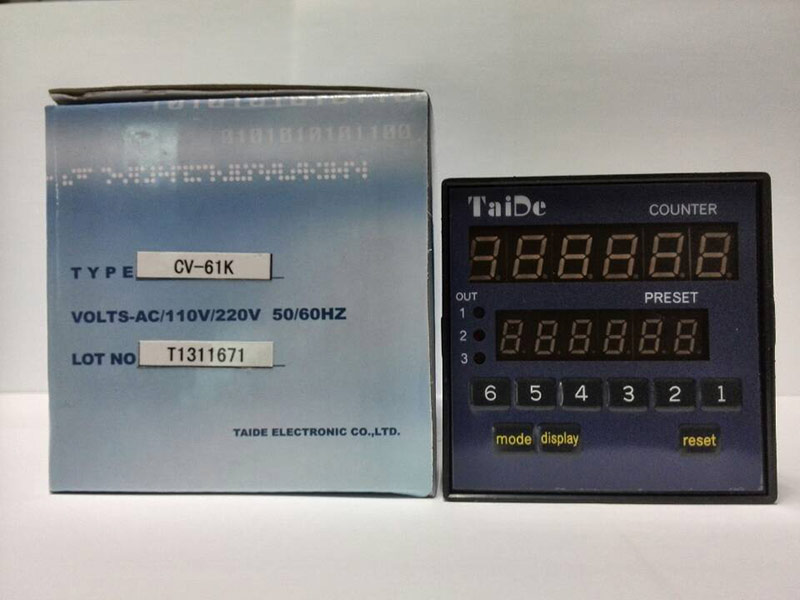 0101010101100
TYPE CV-61K
VOLTS-AC/110V/220V 50/60HZ
LOT NO T1311671
TAIDE ELECTRONIC CO.,LTD.
TaiDe
COUNTER
OUT
PRESET
1
2
3
6 5 4 3 2 1
mode display reset